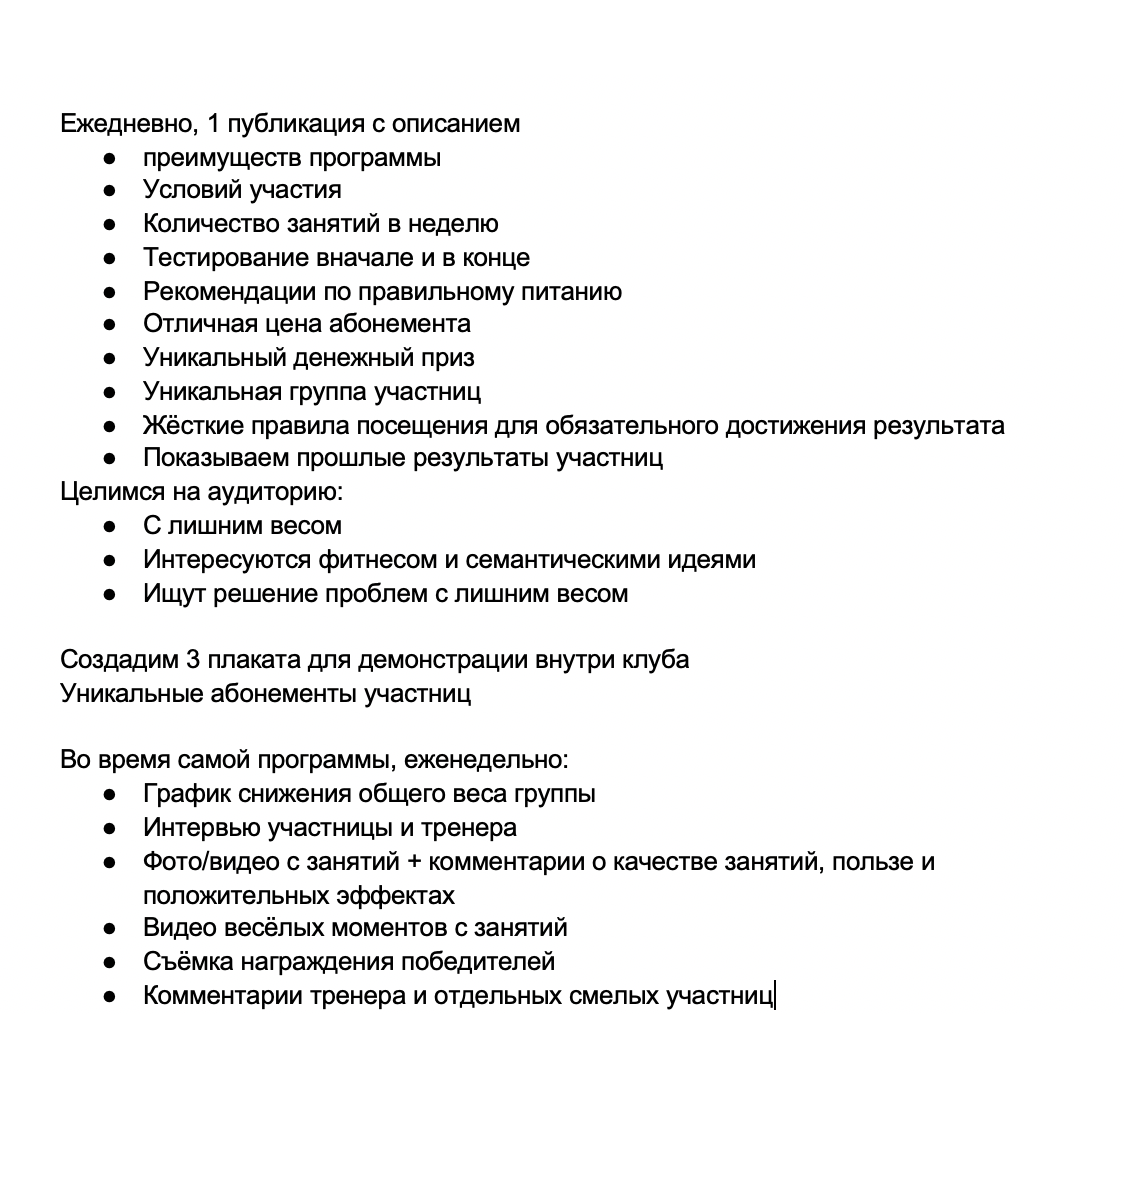 Ежедневно, 1 публикация с описанием
● преимуществ программы
● Условий участия
● Количество занятий в неделю
● Тестирование вначале и в конце
● Рекомендации по правильному питанию
● Отличная цена абонемента
● Уникальный денежный приз
● Уникальная группа участниц
● Жёсткие правила посещения для обязательного достижения результата
● Показываем прошлые результаты участниц
Целимся на аудиторию:
● С лишним весом
● Интересуются фитнесом и семантическими идеями
● Ищут решение проблем с лишним весом
Создадим 3 плаката для демонстрации внутри клуба
Уникальные абонементы участниц
Во время самой программы, еженедельно:
● График снижения общего веса группы
● Интервью участницы и тренера
● Фото/видео с занятий + комментарии о качестве занятий, пользе и
положительных эффектах
● Видео весёлых моментов с занятий
● Съёмка награждения победителей
● Комментарии тренера и отдельных смелых участниц